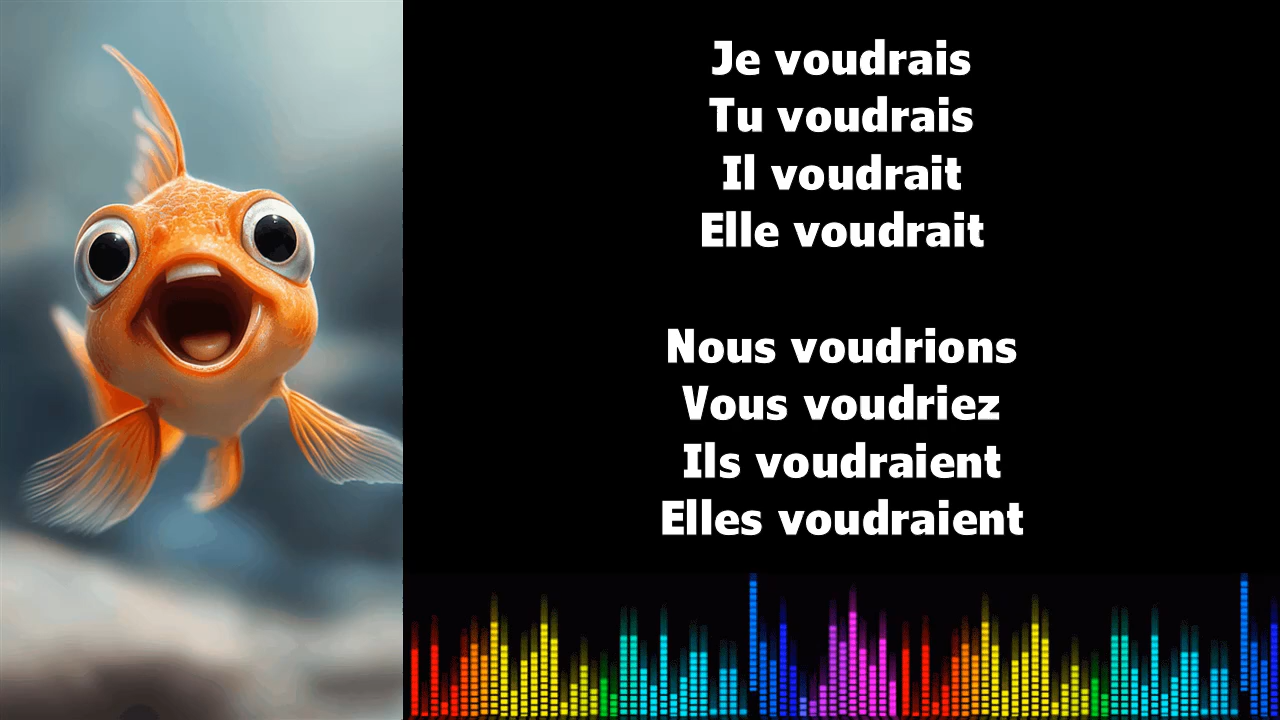 Je voudrais
Tu voudrais
Il voudrait
Elle voudrait
Nous voudrions
Vous voudriez
Ils voudraient
Elles voudraient